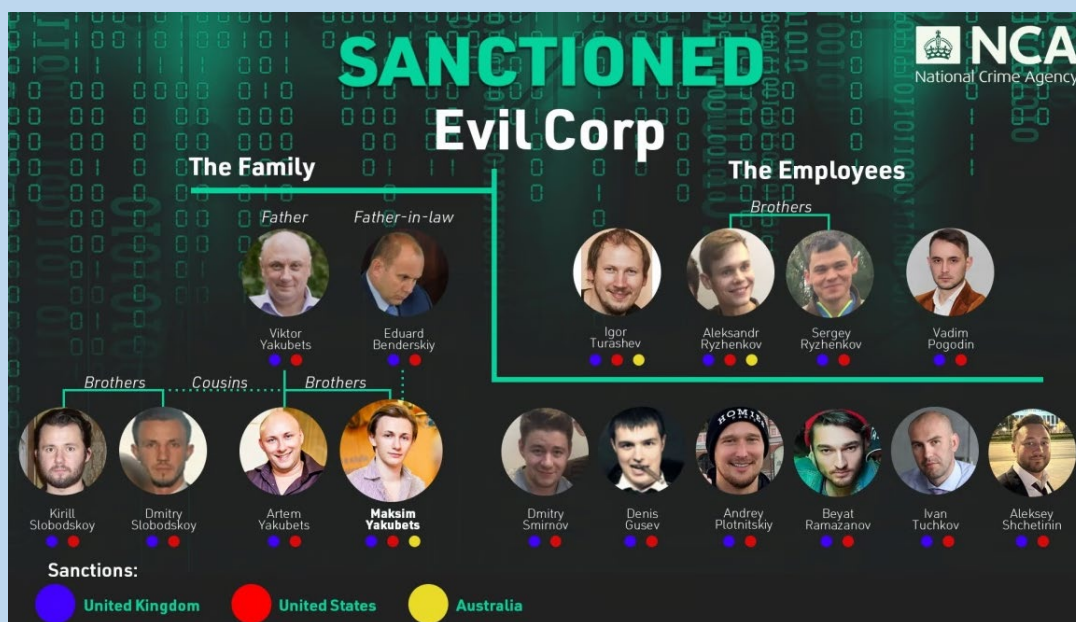 SANCTIONED
Evil Corp
NCA
National Crime Agency
The Family
The Employees
Father
Father-in-law
Brothers
Viktor
Yakubets
Eduard
Benderskiy
Igor
Turashev
Aleksandr
Ryzhenkov
Sergey
Ryzhenkov
Vadim
Pogodin
Brothers
Cousins
Brothers
HOMIES
Kirill
Slobodskoy
Dmitry
Slobodskoy
Artem
Yakubets
Maksim
Yakubets
Dmitry
Smirnov
Denis
Gusev
Andrey
Plotnitskiy
Beyat
Ramazanov
Ivan
Tuchkov
Aleksey
Shchetinin
Sanctions:
United Kingdom
United States
Australia